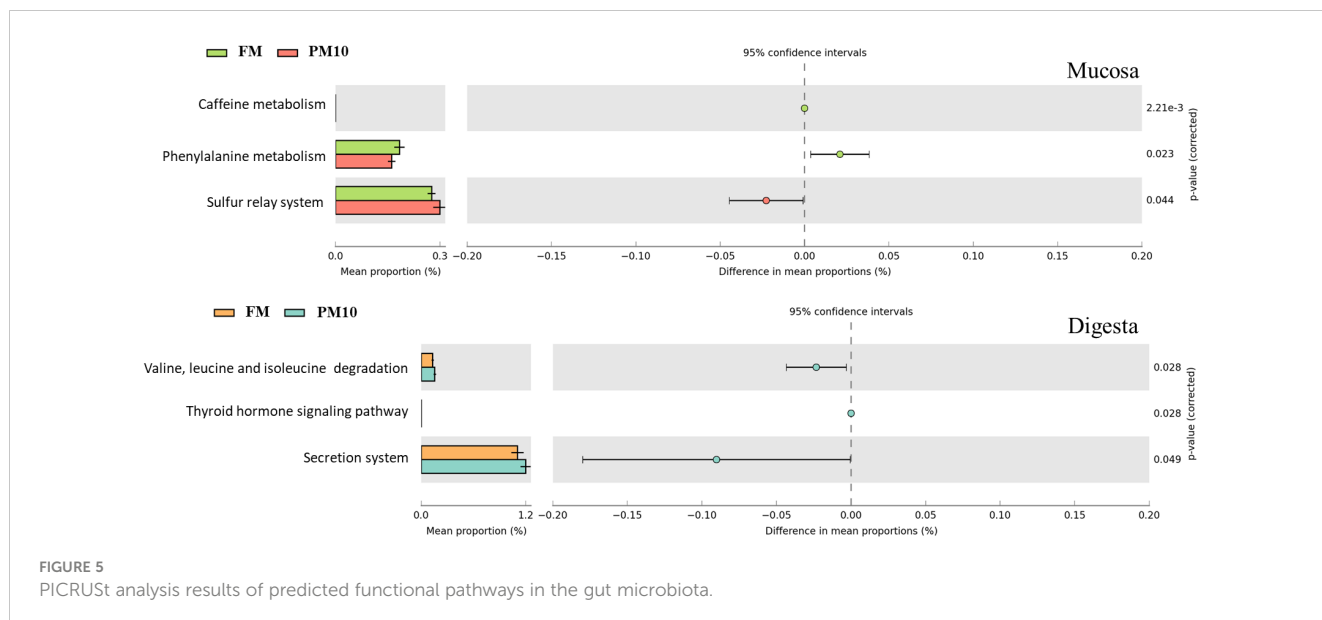 FM PM10
95% confidence intervals
Mucosa
Caffeine metabolism
2.21e-3
Phenylalanine metabolism
0.023
Sulfur relay system
0.044
p-value (corrected)
0.0 0.3 −0.20 −0.15 −0.10 −0.05 0.00 0.05 0.10 0.15 0.20
Mean proportion (%) Difference in mean proportions (%)
FM PM10
95% confidence intervals
Digesta
Valine, leucine and isoleucine degradation
0.028
Thyroid hormone signaling pathway
0.028
Secretion system
0.049
p-value (corrected)
0.0 1.2 −0.20 −0.15 −0.10 −0.05 0.00 0.05 0.10 0.15 0.20
Mean proportion (%) Difference in mean proportions (%)
FIGURE 5
PICRUSt analysis results of predicted functional pathways in the gut microbiota.